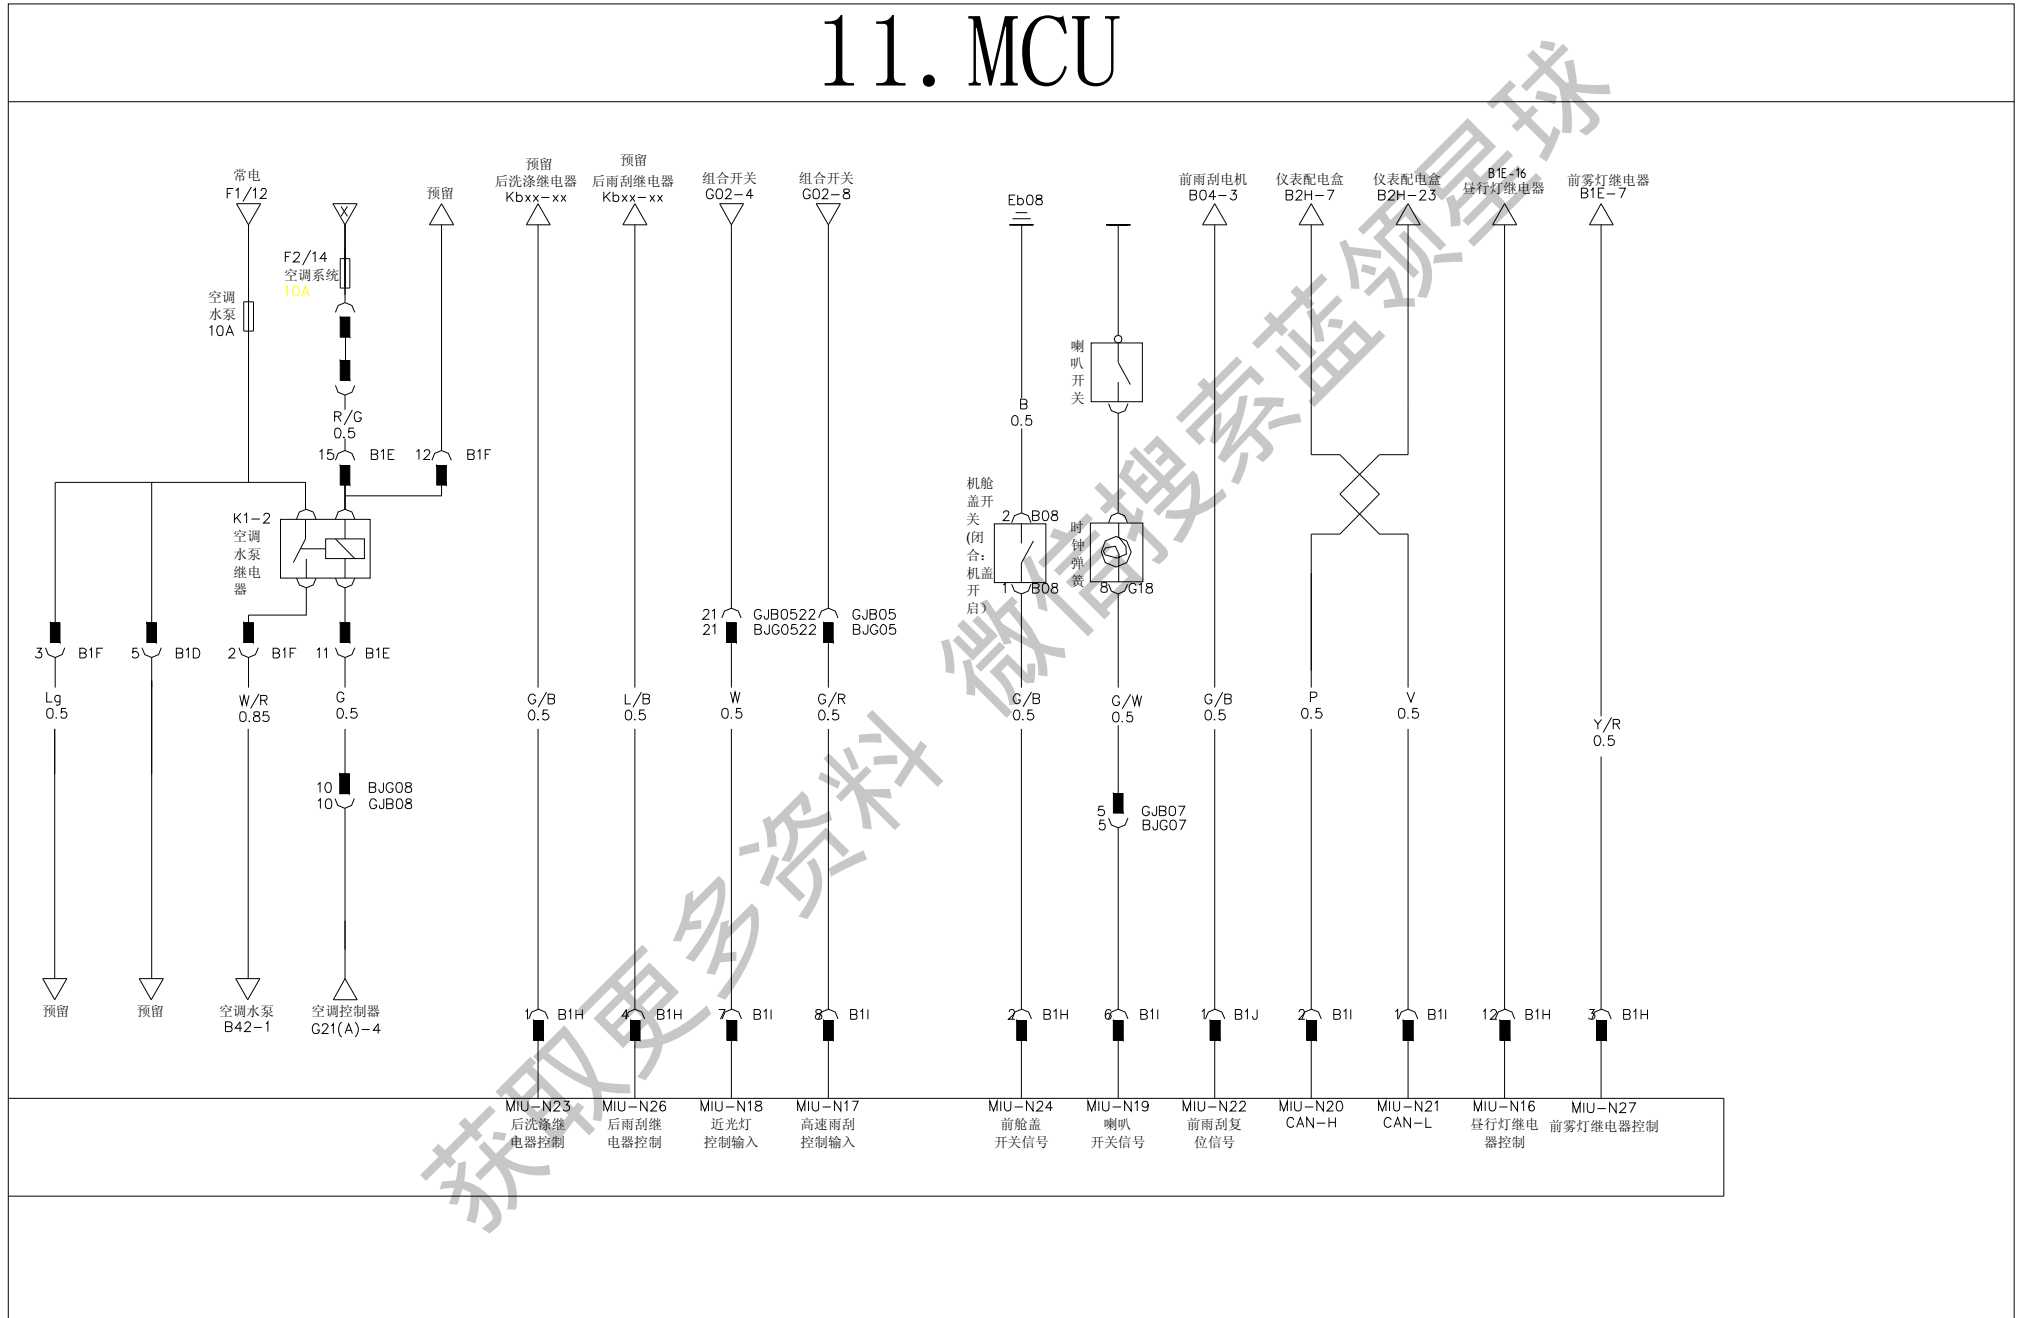 11.MCU
常电
F1/12
X
F2/14
空调系统
10A
空调
水泵
10A
预留
预留
后洗涤继电器
Kbxx-xx
预留
后雨刮继电器
Kbxx-xx
组合开关
G02-4
组合开关
G02-8
Eb08
前雨刮电机
B04-3
仪表配电盒
B2H-7
仪表配电盒
B2H-23
B1E-16
昼行灯继电器
前雾灯继电器
B1E-7
R/G
0.5
15 B1E
12 B1F
K1-2
空调
水泵
继电
器
喇
叭
开
关
B
0.5
机舱
盖开
关
(闭
合:
机盖
开
启)
2 B08
1 B08
时
钟
弹
簧
8 G18
21 GJB05
21 BJG05
22 GJB05
22 BJG05
3 B1F
5 B1D
2 B1F
11 B1E
Lg
0.5
W/R
0.85
G
0.5
G/B
0.5
L/B
0.5
W
0.5
G/R
0.5
G/B
0.5
G/W
0.5
G/B
0.5
P
0.5
V
0.5
Y/R
0.5
10 BJG08
10 GJB08
5 GJB07
5 BJG07
预留
预留
空调水泵
B42-1
空调控制器
G21(A)-4
1 B1H
4 B1H
7 B1I
8 B1I
2 B1H
6 B1I
1 B1J
2 B1I
1 B1I
12 B1H
3 B1H
MIU-N23
后洗涤继
电器控制
MIU-N26
后雨刮继
电器控制
MIU-N18
近光灯
控制输入
MIU-N17
高速雨刮
控制输入
MIU-N24
前舱盖
开关信号
MIU-N19
喇叭
开关信号
MIU-N22
前雨刮复
位信号
MIU-N20
CAN-H
MIU-N21
CAN-L
MIU-N16
昼行灯继电
器控制
MIU-N27
前雾灯继电器控制
获取更多资料 微信搜索蓝领星球